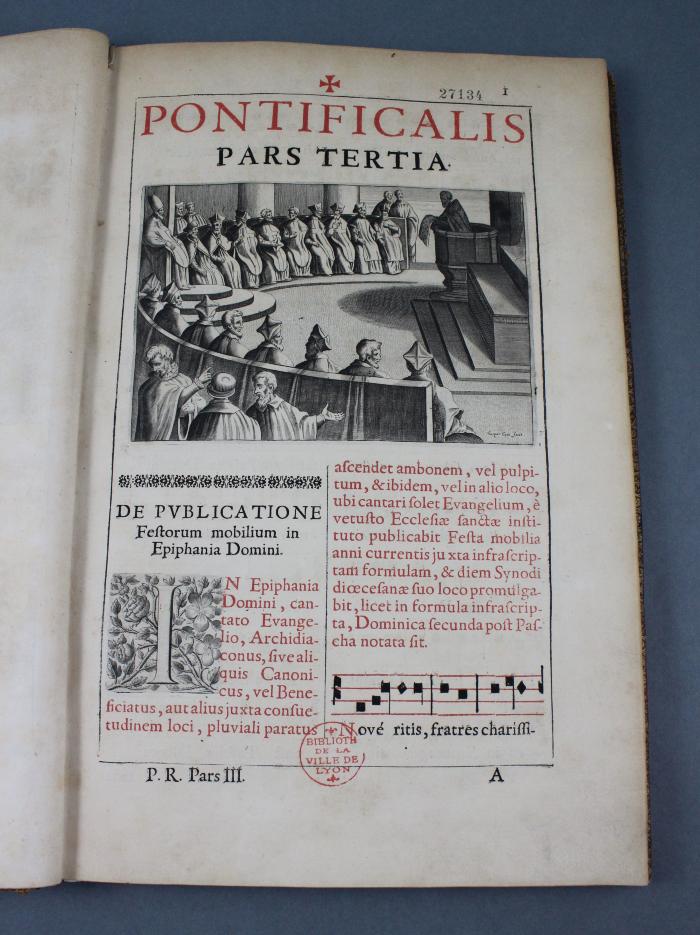 27134 1
PONTIFICALIS
PARS TERTIA.
DE PVBLICATIONE
Feſtorum mobilium in
Epiphania Domini.
IN Epiphania
Domini, can-
tato Evange-
lio, Archidia-
conus, ſive ali-
quis Canoni-
cus, vel Bene-
ficiatus, aut alius juxta conſue-
tudinem loci, pluviali paratus
aſcendet ambonem, vel pulpi-
tum, & ibidem, vel in alio loco,
ubi cantari ſolet Evangelium, è
vetuſto Eccleſiæ ſanctæ inſti-
tuto publicabit Feſta mobilia
anni currentis juxta infraſcrip-
tam formulam, & diem Synodi
diœceſanæ ſuo loco promulga-
bit, licet in formula infraſcrip-
ta, Dominica ſecunda poſt Paſ-
cha notata ſit.
Nové ritis, fratres chariſſi-
BIBLIOTH
DE LA
VILLE DE
LYON
P. R. Pars III. A